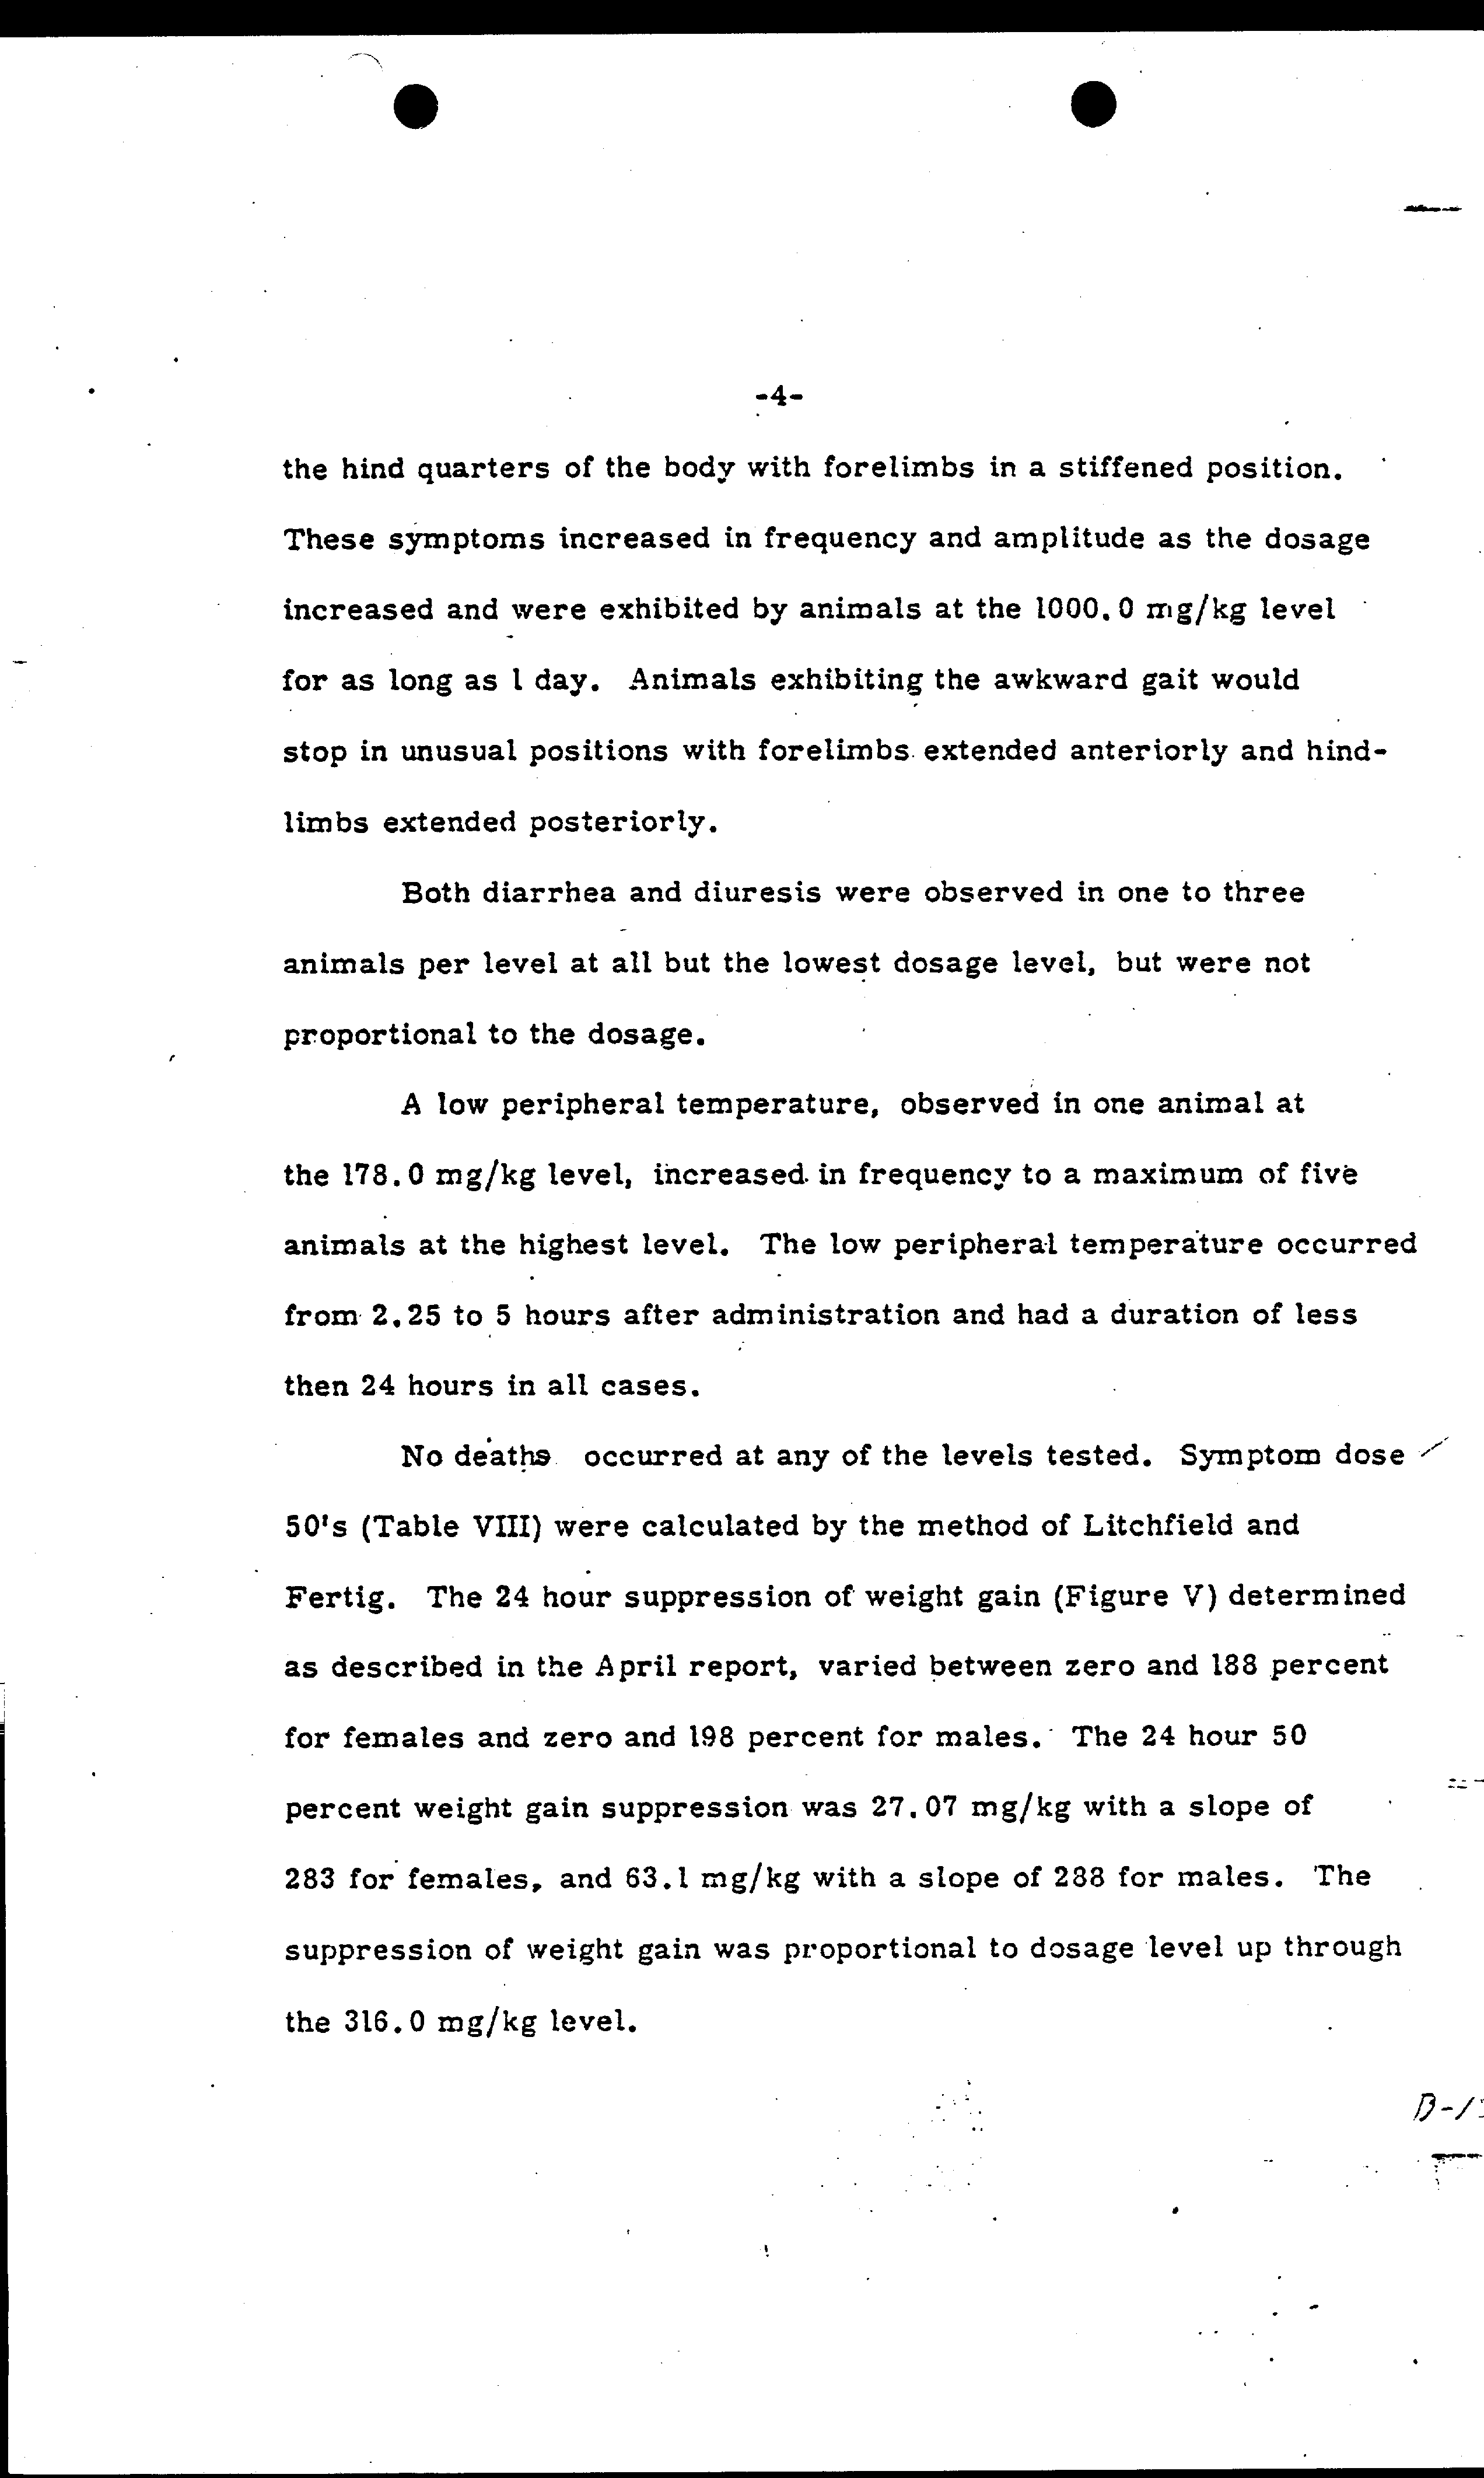 -4-
the hind quarters of the body with forelimbs in a stiffened position.
These symptoms increased in frequency and amplitude as the dosage
increased and were exhibited by animals at the 1000.0 mg/kg level
for as long as 1 day. Animals exhibiting the awkward gait would
stop in unusual positions with forelimbs extended anteriorly and hind-
limbs extended posteriorly.
Both diarrhea and diuresis were observed in one to three
animals per level at all but the lowest dosage level, but were not
proportional to the dosage.
A low peripheral temperature, observed in one animal at
the 178.0 mg/kg level, increased in frequency to a maximum of five
animals at the highest level. The low peripheral temperature occurred
from 2.25 to 5 hours after administration and had a duration of less
then 24 hours in all cases.
No deaths occurred at any of the levels tested. Symptom dose
50's (Table VIII) were calculated by the method of Litchfield and
Fertig. The 24 hour suppression of weight gain (Figure V) determined
as described in the April report, varied between zero and 188 percent
for females and zero and 198 percent for males. The 24 hour 50
percent weight gain suppression was 27.07 mg/kg with a slope of
283 for females, and 63.1 mg/kg with a slope of 288 for males. The
suppression of weight gain was proportional to dosage level up through
the 316.0 mg/kg level.